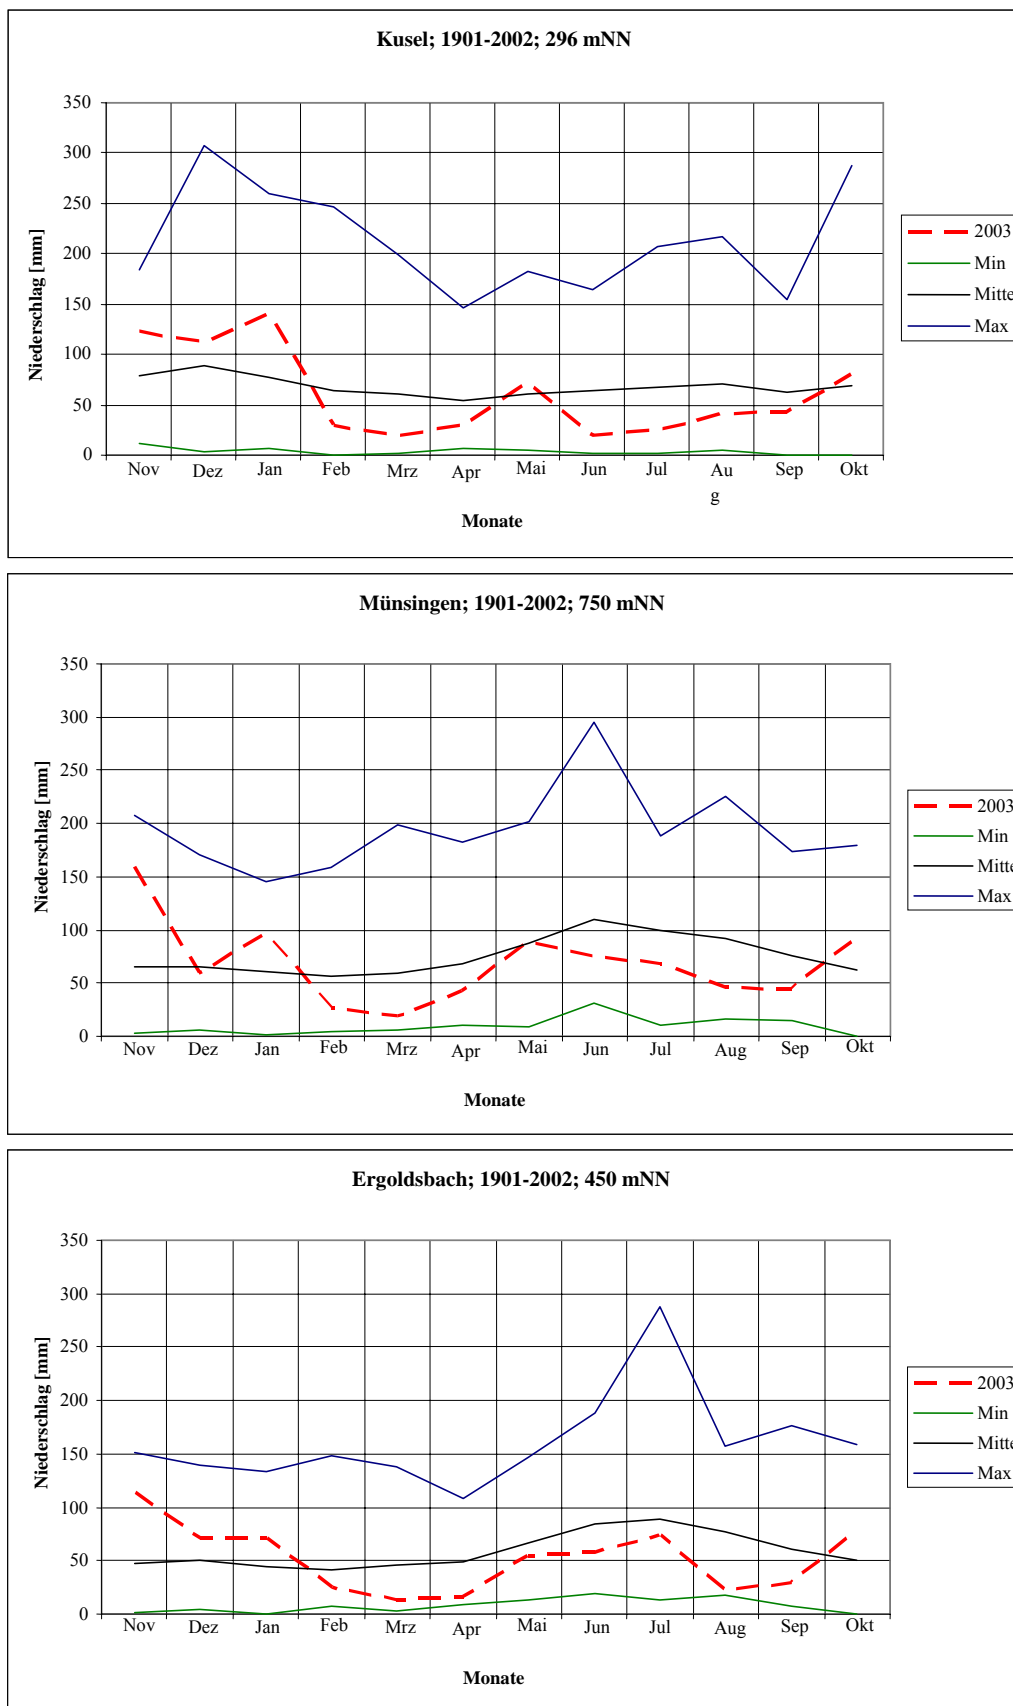 Kusel; 1901-2002; 296 mNN
350
300
250
200
150
100
50
0
Niederschlag [mm]
Nov Dez Jan Feb Mrz Apr Mai Jun Jul Au
g Sep Okt
Monate
2003
Min
Mitte
Max
Münsingen; 1901-2002; 750 mNN
350
300
250
200
150
100
50
0
Niederschlag [mm]
Nov Dez Jan Feb Mrz Apr Mai Jun Jul Aug Sep Okt
Monate
2003
Min
Mitte
Max
Ergoldsbach; 1901-2002; 450 mNN
350
300
250
200
150
100
50
0
Niederschlag [mm]
Nov Dez Jan Feb Mrz Apr Mai Jun Jul Aug Sep Okt
Monate
2003
Min
Mitte
Max